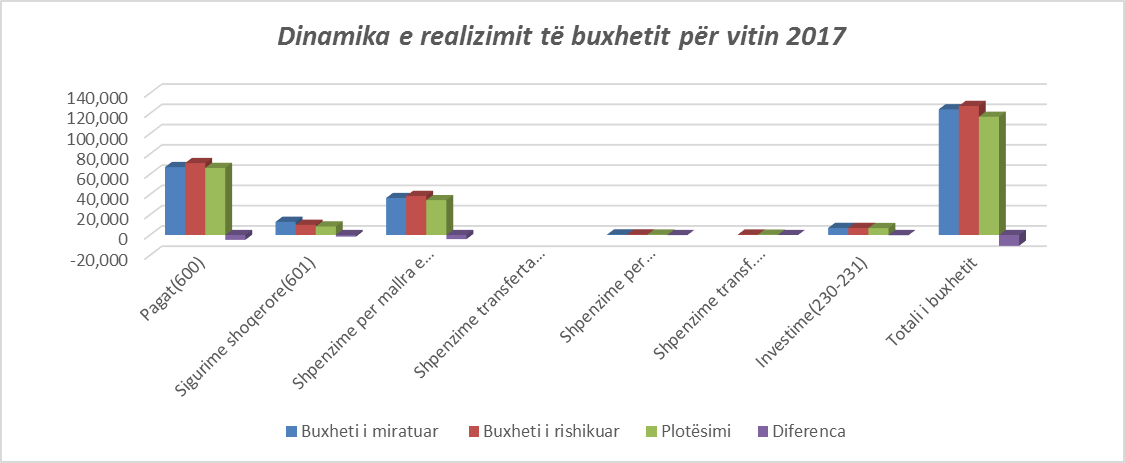 Dinamika e realizimit të buxhetit për vitin 2017
140,000
120,000
100,000
80,000
60,000
40,000
20,000
0
-20,000
Pagat(600)
Sigurime shoqerore(601)
Shpenzime per mallra e...
Shpenzime transferta...
Shpenzime per...
Shpenzime transf....
Investime(230-231)
Totali i buxhetit
Buxheti i miratuar
Buxheti i rishikuar
Plotësimi
Diferenca